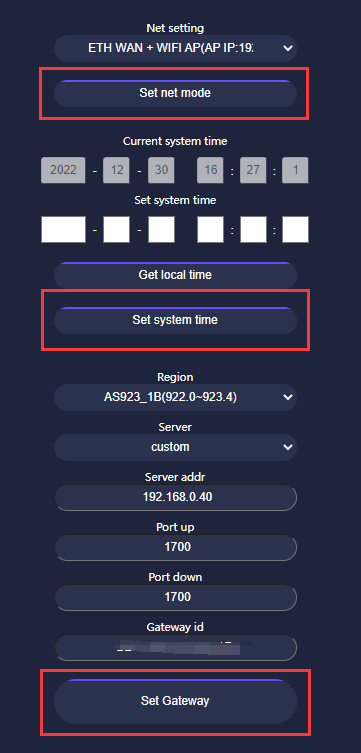 Net setting
ETH WAN + WIFI AP(AP IP:192
Set net mode
Current system time
2022 - 12 - 30 16 : 27 : 1
Set system time
- - : :
Get local time
Set system time
Region
AS923_1B(922.0~923.4)
Server
custom
Server addr
192.168.0.40
Port up
1700
Port down
1700
Gateway id
Set Gateway